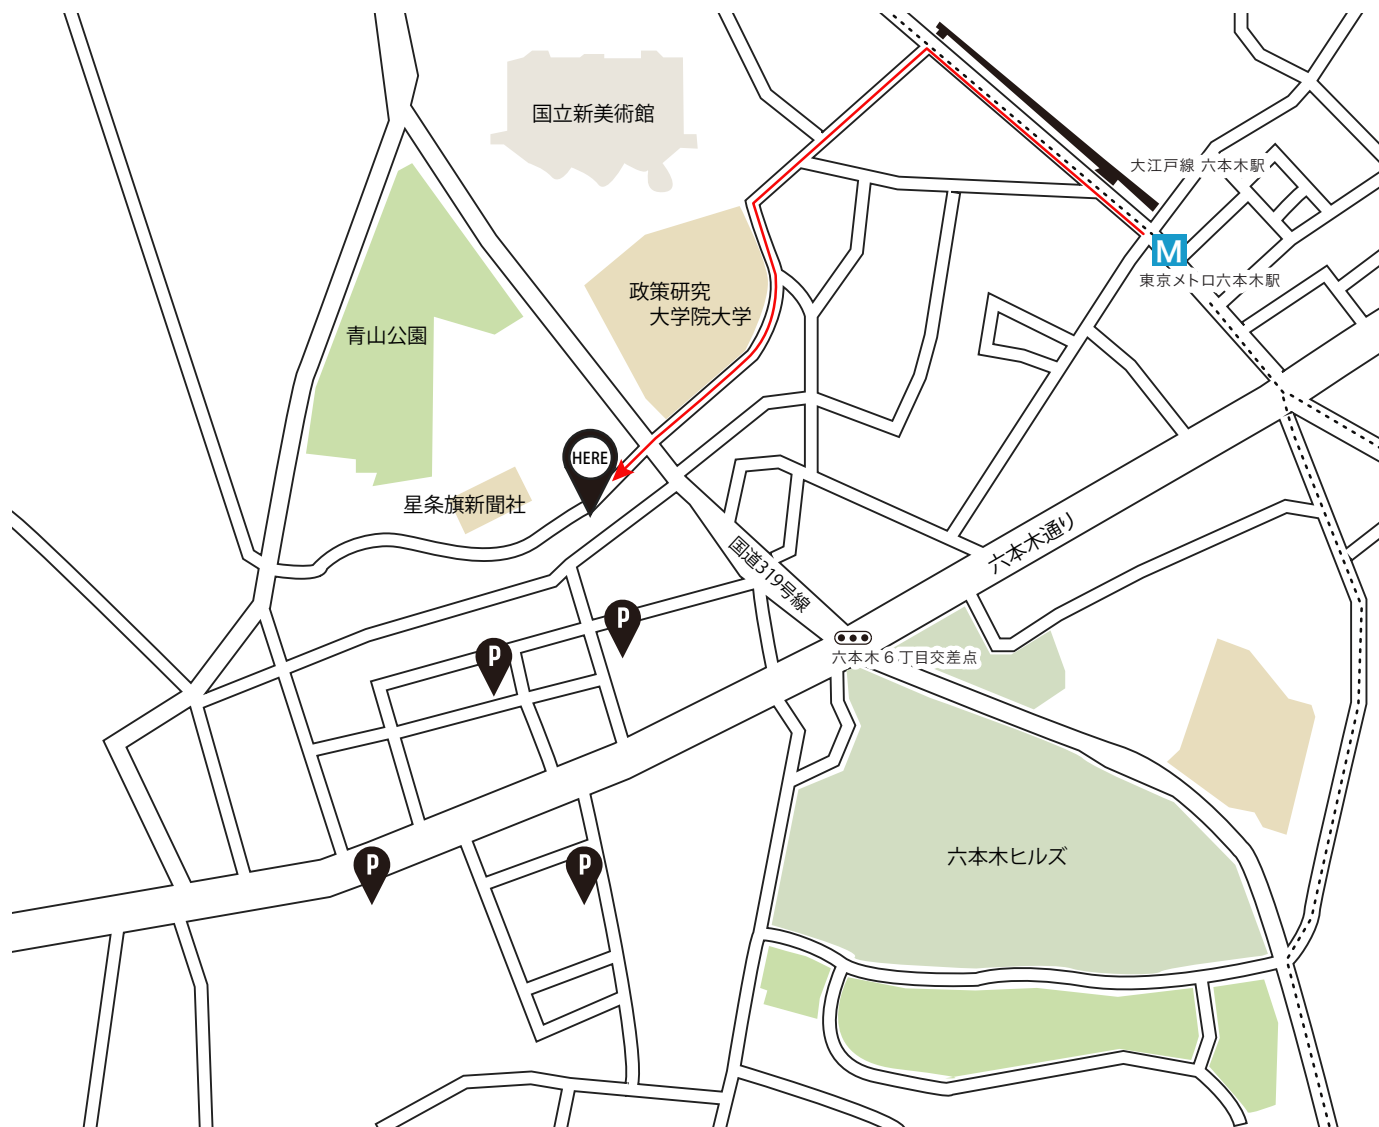 国立新美術館
大江戸線 六本木駅
M
東京メトロ六本木駅
政策研究
大学院大学
青山公園
HERE
星条旗新聞社
六本木通り
国道319号線
P
P
六本木６丁目交差点
六本木ヒルズ
P
P